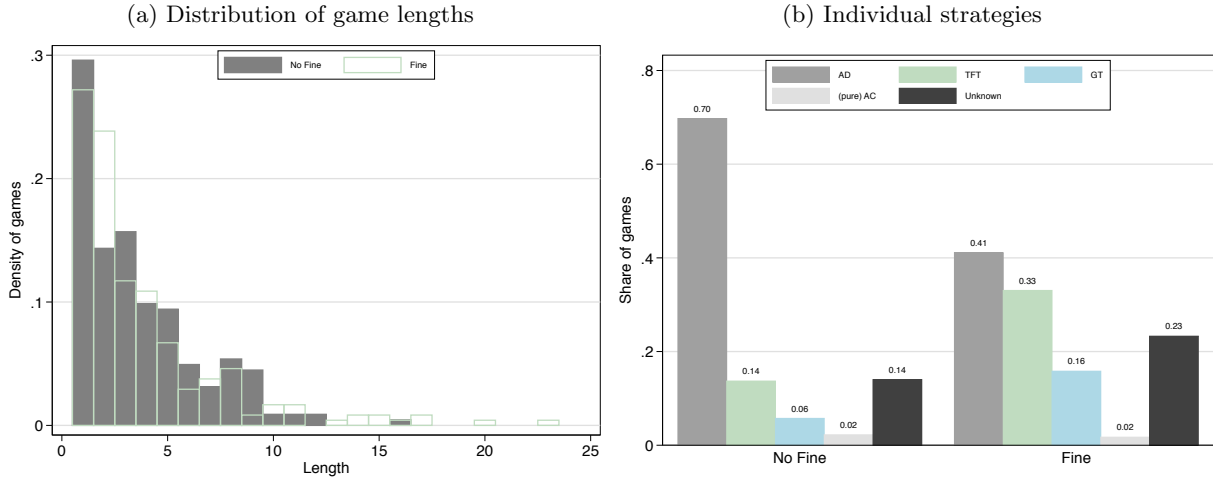 (a) Distribution of game lengths
No Fine
Fine
.3
.2
.1
0
Density of games
0 5 10 15 20 25
Length
(b) Individual strategies
AD TFT GT
(pure) AC Unknown
.8
.6
.4
.2
0
Share of games
0.70
0.14
0.06
0.02
0.14
0.41
0.33
0.16
0.02
0.23
No Fine Fine